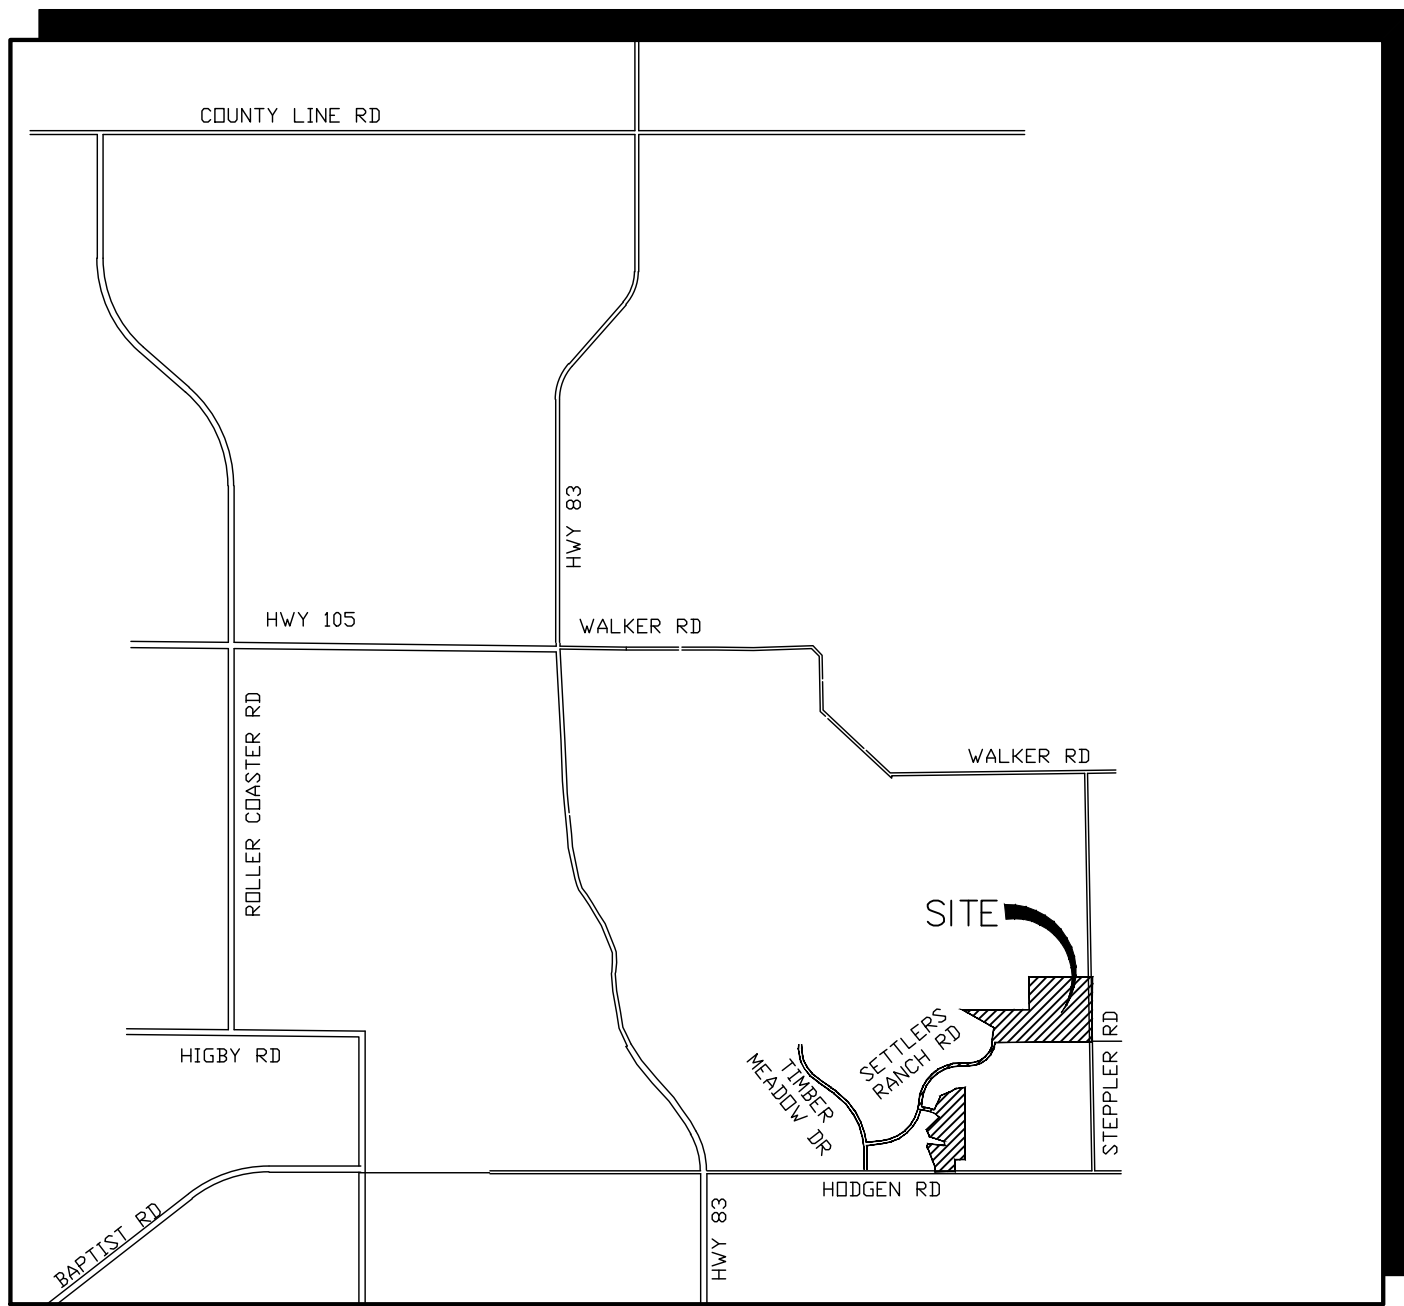 COUNTY LINE RD
HWY 83
HWY 105
WALKER RD
ROLLER COASTER RD
WALKER RD
SITE
SETTLERS
RANCH RD
STEPPLER RD
HIGBY RD
TIMBER
MEADOW DR
HODGEN RD
BAPTIST RD
HWY 83